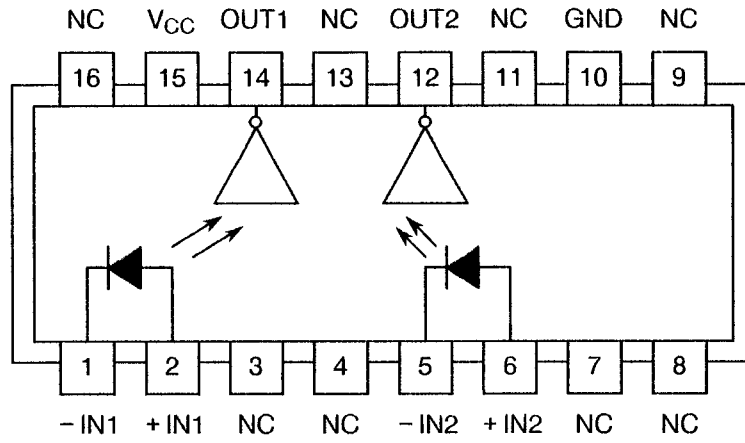 NC VCC OUT1 NC OUT2 NC GND NC
16 15 14 13 12 11 10 9
1 2 3 4 5 6 7 8
– IN1 + IN1 NC NC – IN2 + IN2 NC NC